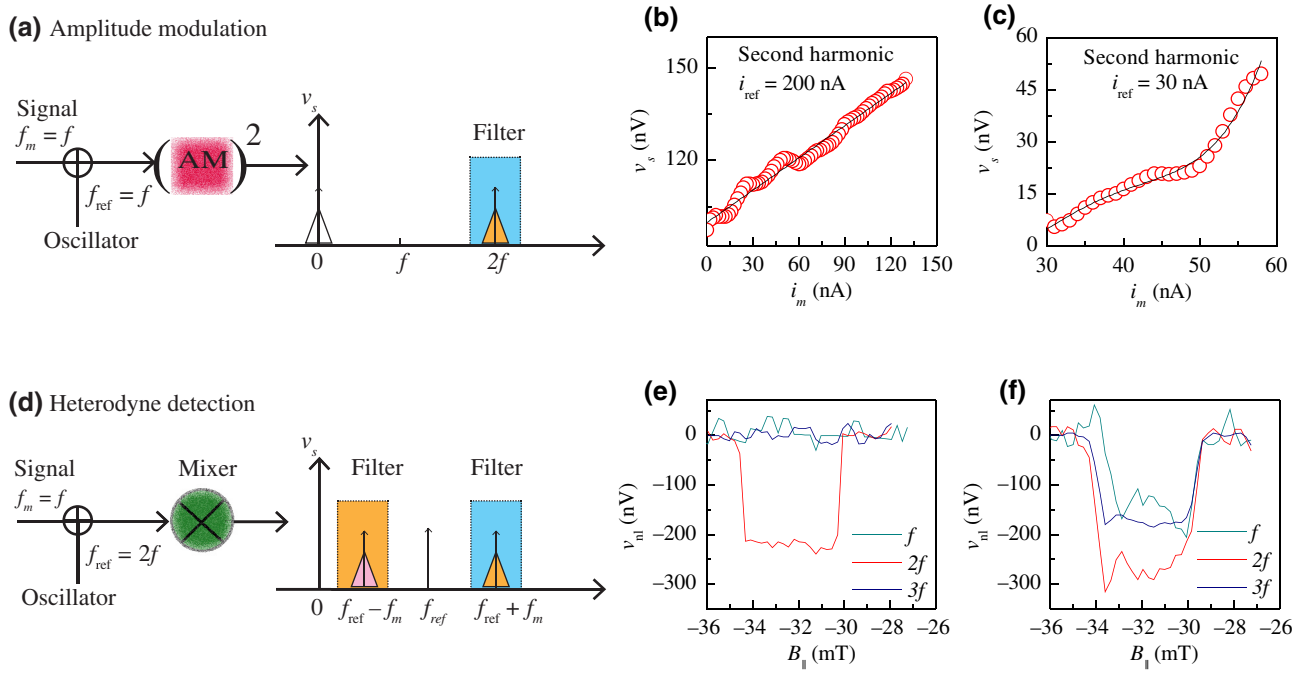 (a) Amplitude modulation
Signal
f_m = f
f_ref = f
Oscillator
( AM )²
v_s
Filter
0 f 2f
(b)
Second harmonic
i_ref = 200 nA
150
120
v_s (nV)
0 30 60 90 120 150
i_m (nA)
(c)
Second harmonic
i_ref = 30 nA
60
45
30
15
0
v_s (nV)
30 40 50 60
i_m (nA)
(d) Heterodyne detection
Signal
f_m = f
f_ref = 2f
Oscillator
Mixer
v_s
Filter Filter
0 f_ref − f_m f_ref f_ref + f_m
(e)
0
−100
−200
−300
v_nl (nV)
f
2f
3f
−36 −34 −32 −30 −28 −26
B_∥ (mT)
(f)
0
−100
−200
−300
v_nl (nV)
f
2f
3f
−36 −34 −32 −30 −28 −26
B_∥ (mT)